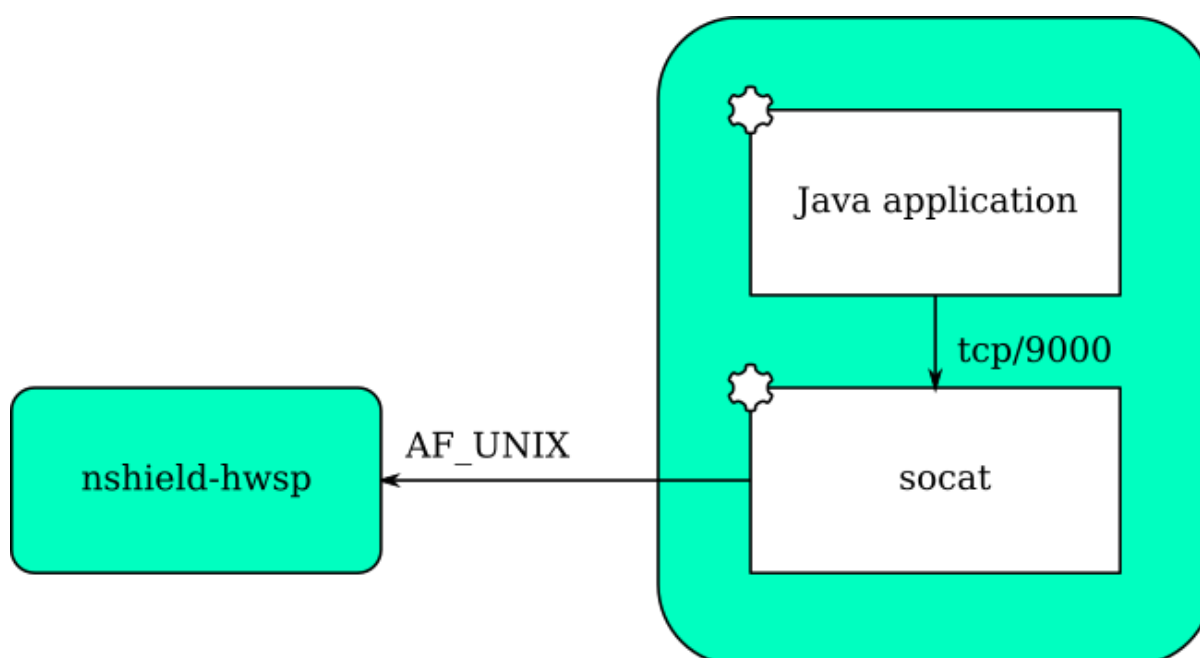 Java application
tcp/9000
AF_UNIX
nshield-hwsp
socat